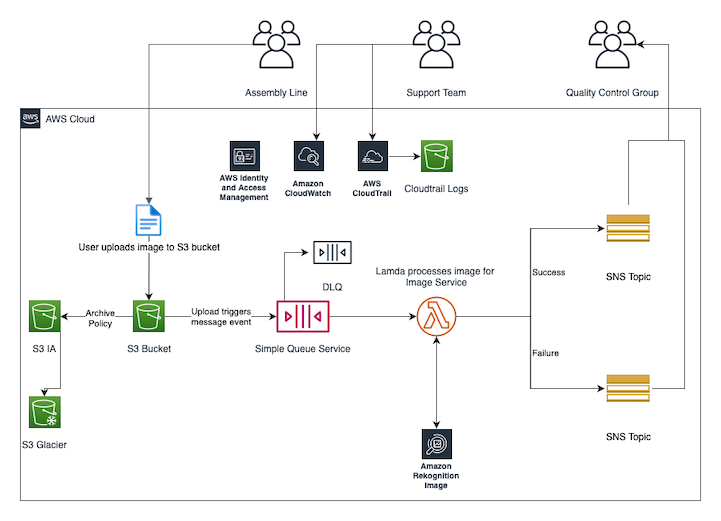 Assembly Line
Support Team
Quality Control Group
aws
AWS Cloud
AWS Identity
and Access
Management
Amazon
CloudWatch
AWS
CloudTrail
Cloudtrail Logs
User uploads image to S3 bucket
DLQ
Lamda processes image for
Image Service
Success
SNS Topic
Archive
Policy
Upload triggers
message event
S3 IA
S3 Bucket
Simple Queue Service
Failure
S3 Glacier
SNS Topic
Amazon
Rekognition
Image